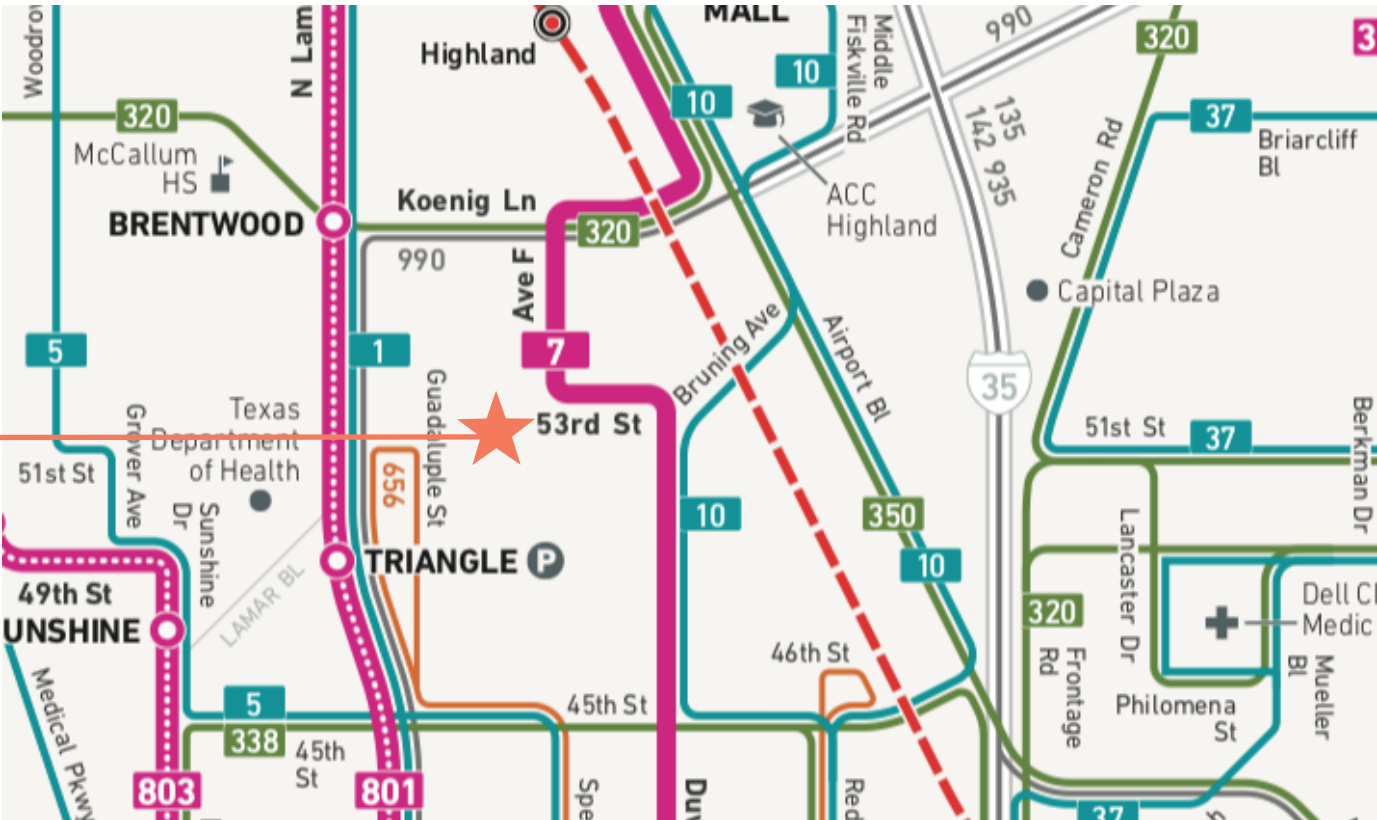 Woodrow
N Lam
Highland
MALL
10
Middle
Fiskville Rd
990
320
3
320
10
135
142 935
37
Briarcliff
Bl
McCallum
HS
Cameron Rd
BRENTWOOD
Koenig Ln
320
ACC
Highland
990
Ave F
Capital Plaza
5
1
7
Bruning Ave
Airport Bl
35
Guadaluple St
Texas
Department
of Health
53rd St
51st St
37
Berkman Dr
51st St
Grover Ave
656
Sunshine
Dr
10
350
Lancaster Dr
TRIANGLE P
10
49th St
UNSHINE
LAMAR BL
320
Dell Cl
Medic
46th St
Frontage
Rd
Mueller
Bl
Medical Pkwy
5
45th St
Philomena
St
338
45th
St
803
801
Spe
Duv
Red
37